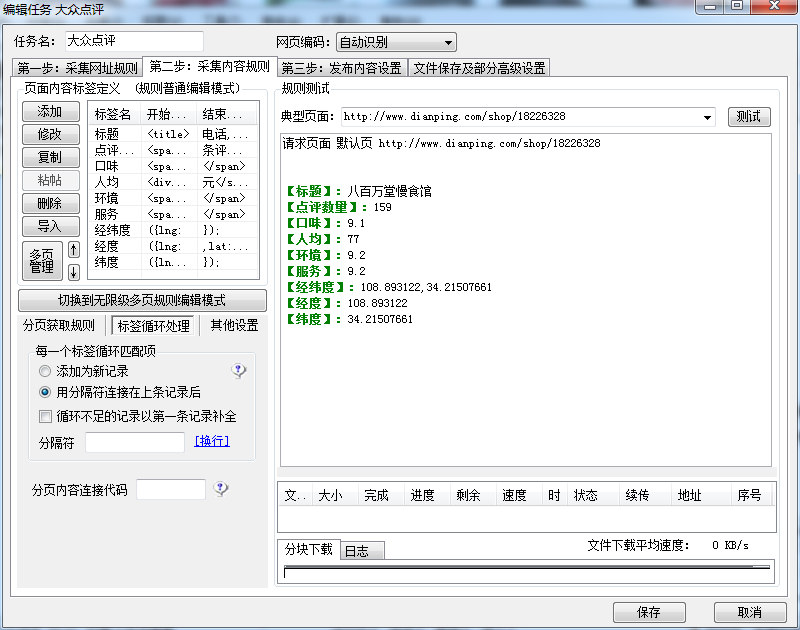 编辑任务 大众点评
任务名: 大众点评 网页编码: 自动识别
第一步: 采集网址规则 第二步: 采集内容规则 第三步: 发布内容设置 文件保存及部分高级设置
页面内容标签定义 (规则普通编辑模式)
添加
修改
复制
粘帖
删除
导入
多页
管理
标签名 开始... 结束...
标题 <title> 电话,...
点评... <spa... 条评...
口味 <spa... </span>
人均 <div... 元</s...
环境 <spa... </span>
服务 <spa... </span>
经纬度 ({lng: });
经度 ({lng: ,lat:...
纬度 ({ln... });
切换到无限级多页规则编辑模式
分页获取规则 标签循环处理 其他设置
每一个标签循环匹配项
添加为新记录
用分隔符连接在上条记录后
循环不足的记录以第一条记录补全
分隔符 [换行]
分页内容连接代码
规则测试
典型页面: http://www.dianping.com/shop/18226328 测试
请求页面 默认页 http://www.dianping.com/shop/18226328
【标题】: 八百万堂慢食馆
【点评数量】: 159
【口味】: 9.1
【人均】: 77
【环境】: 9.2
【服务】: 9.2
【经纬度】: 108.893122,34.21507661
【经度】: 108.893122
【纬度】: 34.21507661
文... 大小 完成 进度 剩余 速度 时 状态 续传 地址 序号
分块下载 日志 文件下载平均速度: 0 KB/s
保存 取消